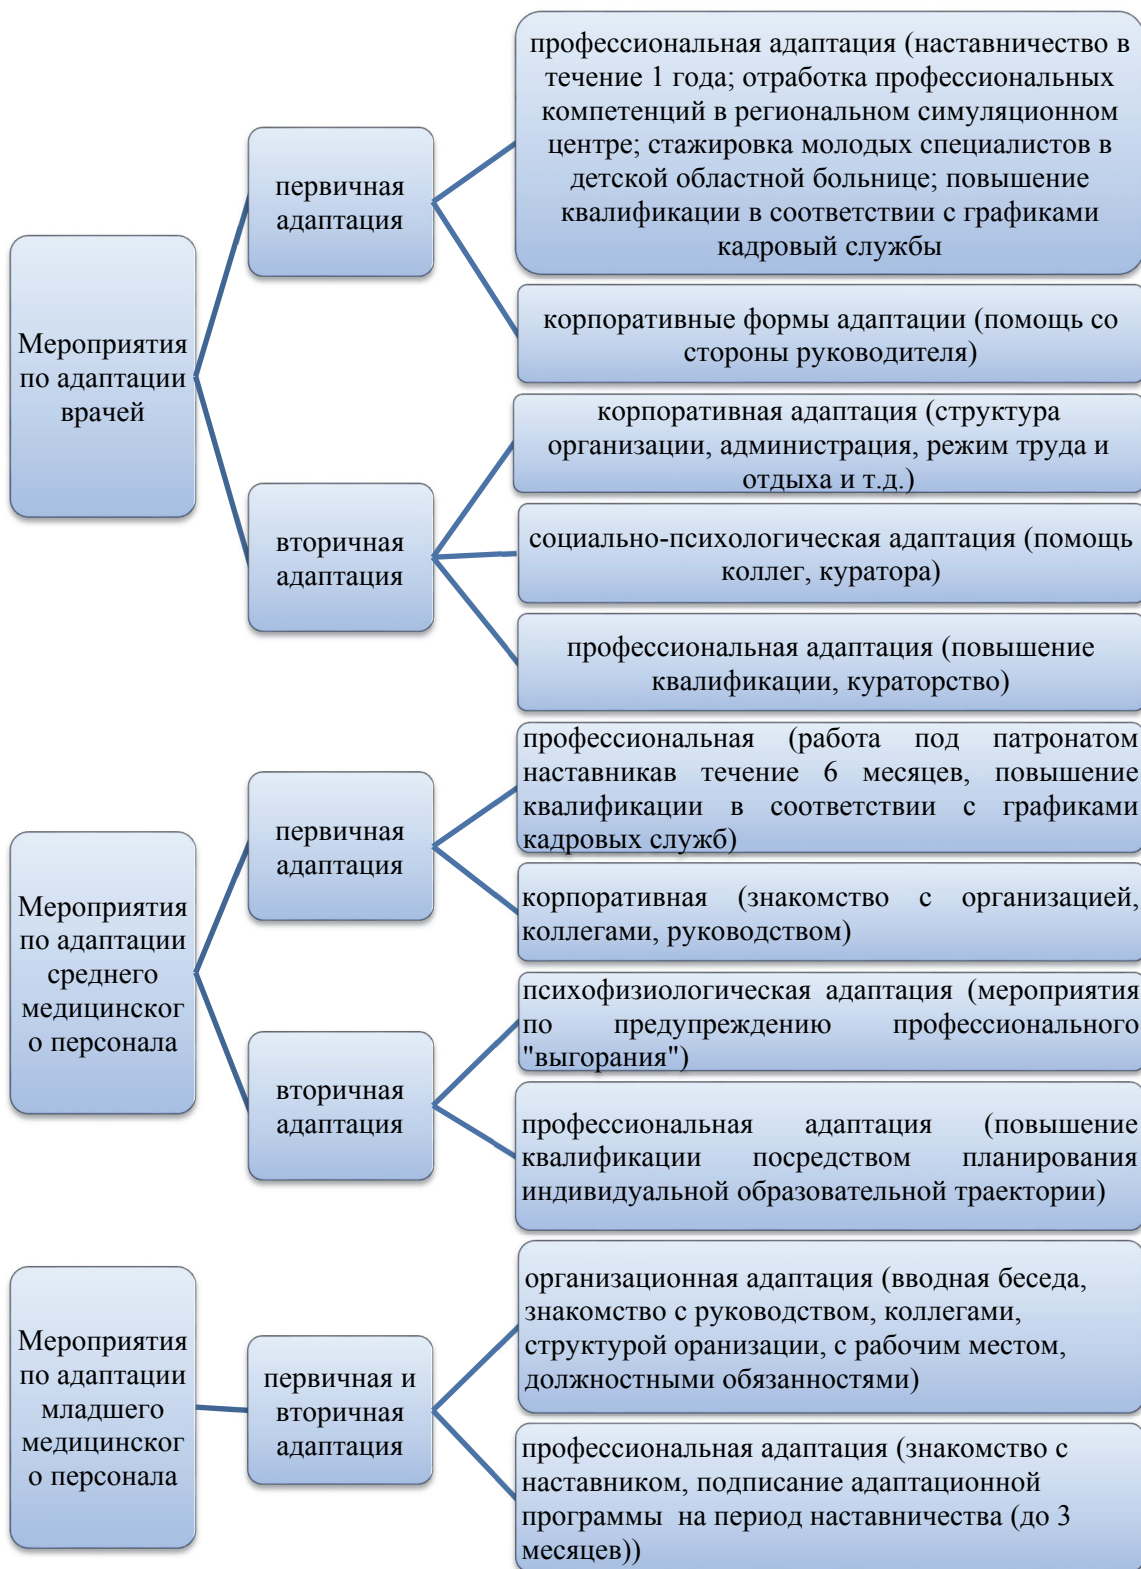 Мероприятия
по адаптации
врачей
первичная
адаптация
профессиональная адаптация (наставничество в
течение 1 года; отработка профессиональных
компетенций в региональном симуляционном
центре; стажировка молодых специалистов в
детской областной больнице; повышение
квалификации в соответствии с графиками
кадровый службы
корпоративные формы адаптации (помощь со
стороны руководителя)
вторичная
адаптация
корпоративная адаптация (структура
организации, администрация, режим труда и
отдыха и т.д.)
социально-психологическая адаптация (помощь
коллег, куратора)
профессиональная адаптация (повышение
квалификации, кураторство)
Мероприятия
по адаптации
среднего
медицинског
о персонала
первичная
адаптация
профессиональная (работа под патронатом
наставникав течение 6 месяцев, повышение
квалификации в соответствии с графиками
кадровых служб)
корпоративная (знакомство с организацией,
коллегами, руководством)
вторичная
адаптация
психофизиологическая адаптация (мероприятия
по предупреждению профессионального
"выгорания")
профессиональная адаптация (повышение
квалификации посредством планирования
индивидуальной образовательной траектории)
Мероприятия
по адаптации
младшего
медицинског
о персонала
первичная и
вторичная
адаптация
организационная адаптация (вводная беседа,
знакомство с руководством, коллегами,
структурой оранизации, с рабочим местом,
должностными обязанностями)
профессиональная адаптация (знакомство с
наставником, подписание адаптационной
программы на период наставничества (до 3
месяцев))